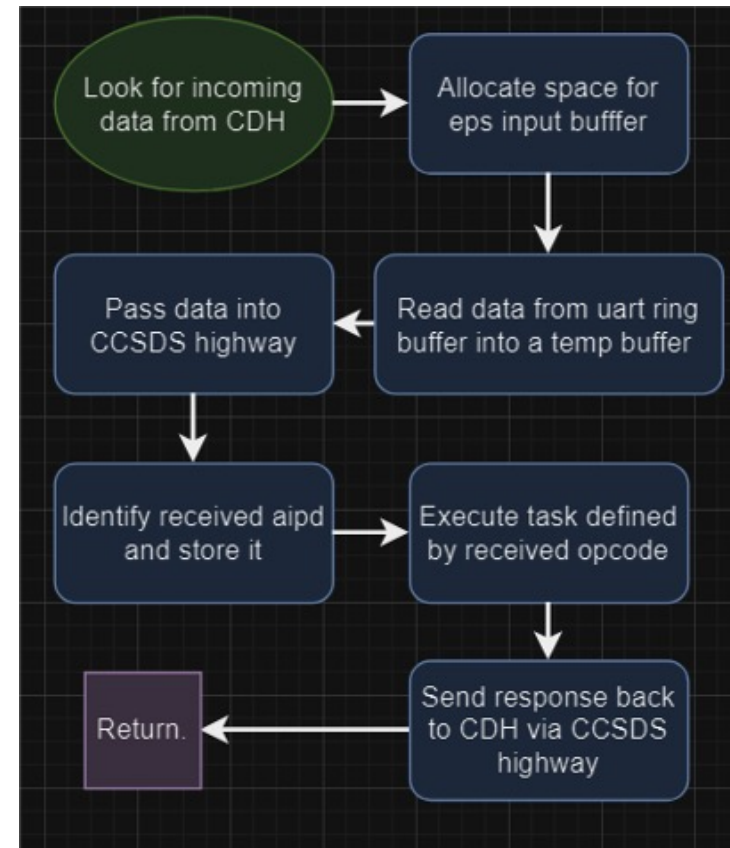 Look for incoming
data from CDH
Allocate space for
eps input bufffer
Read data from uart ring
buffer into a temp buffer
Pass data into
CCSDS highway
Identify received aipd
and store it
Execute task defined
by received opcode
Send response back
to CDH via CCSDS
highway
Return.